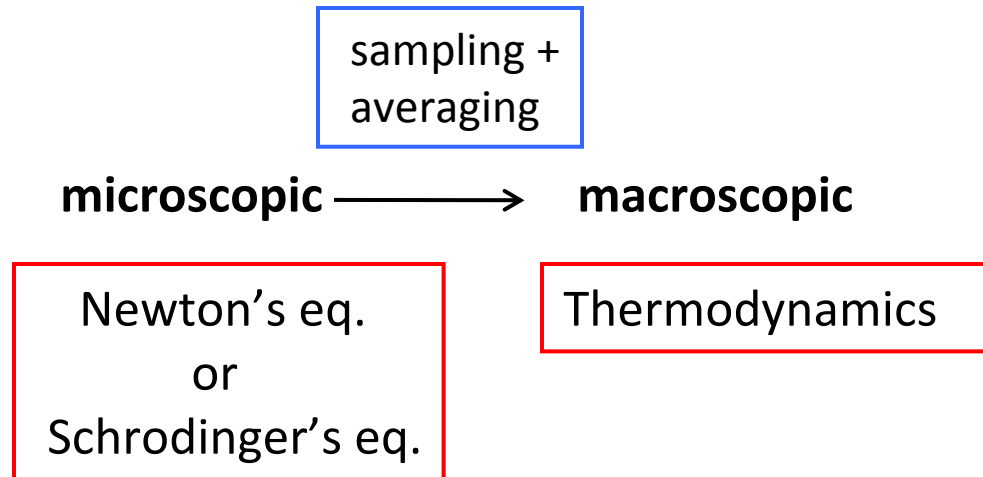 sampling +
averaging
microscopic
macroscopic
Newton’s eq.
or
Schrodinger’s eq.
Thermodynamics